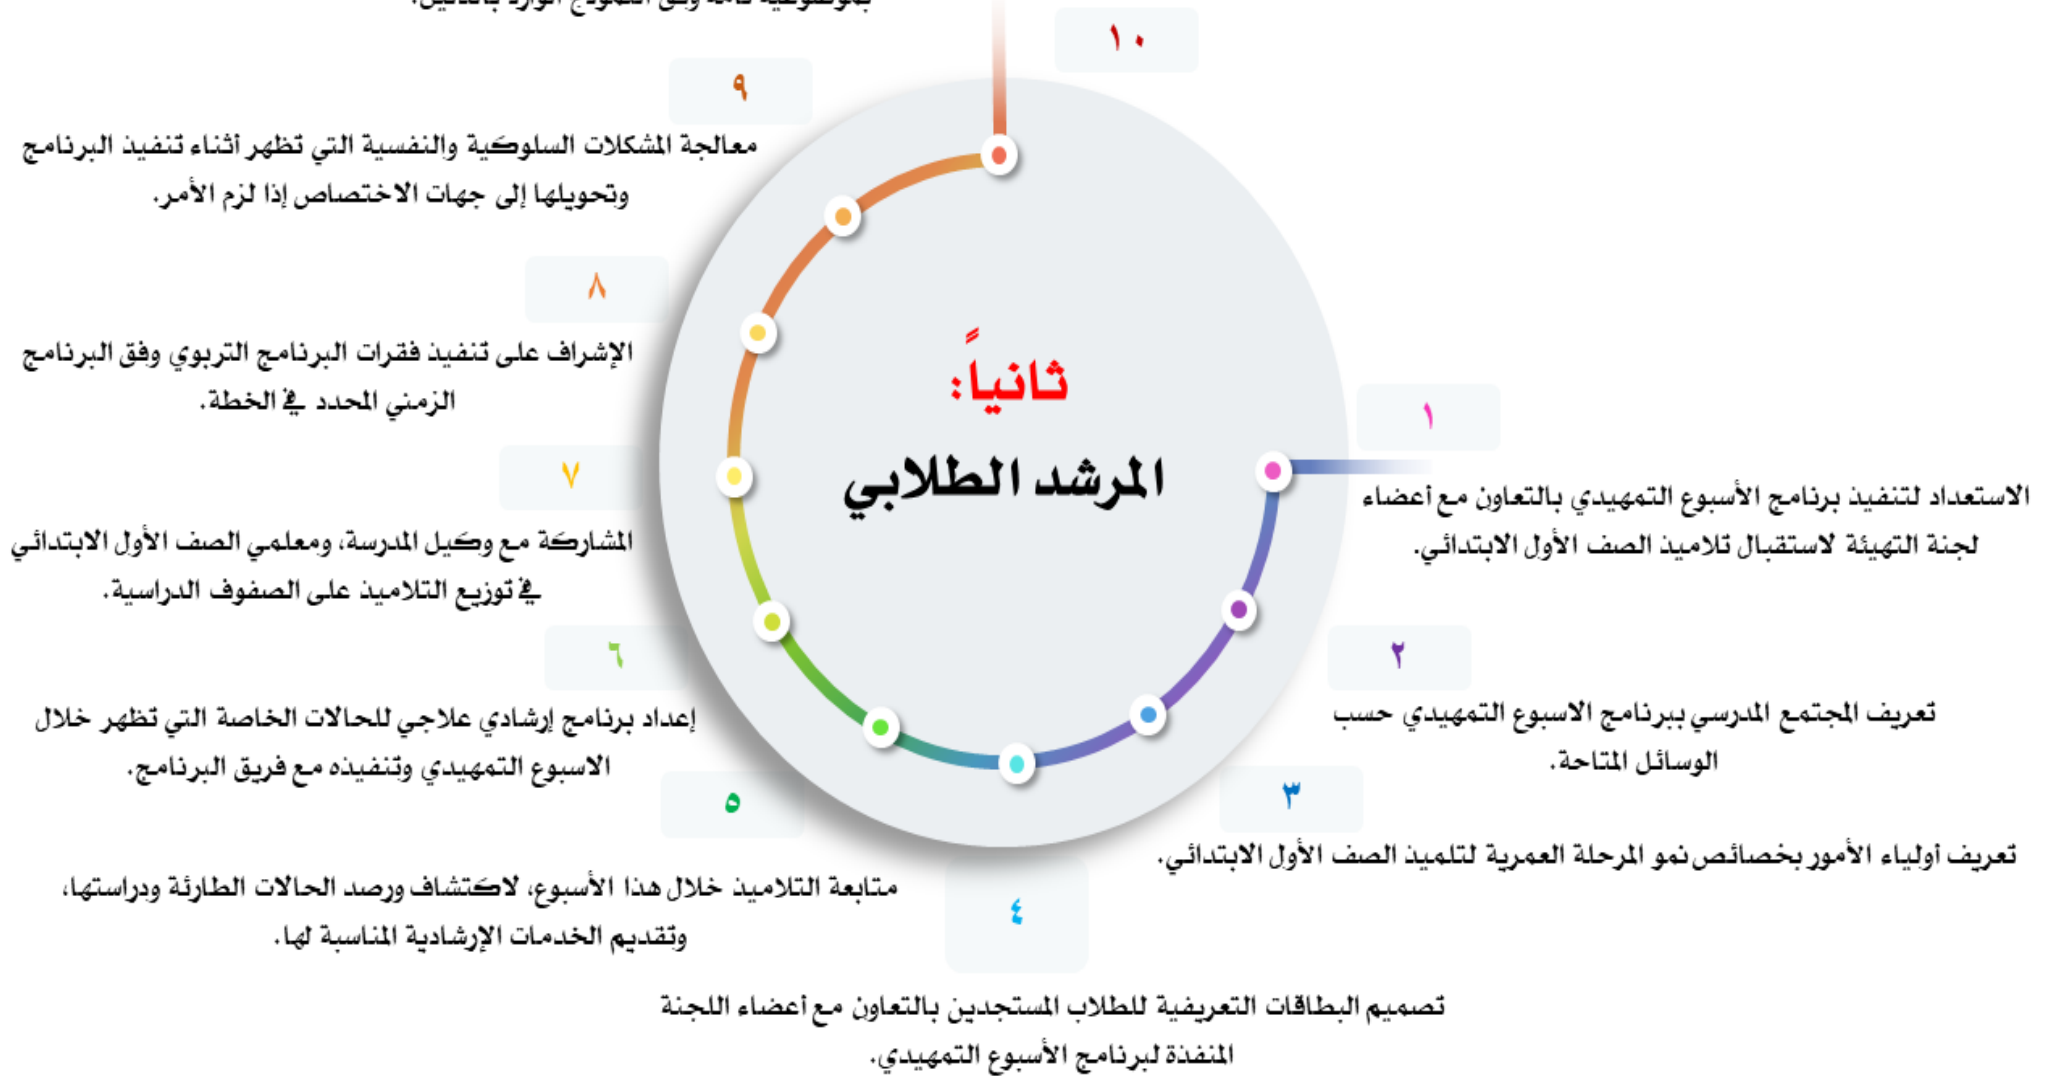 ثانياً:
المرشد الطلابي
١
الاستعداد لتنفيذ برنامج الأسبوع التمهيدي بالتعاون مع أعضاء
لجنة التهيئة لاستقبال تلاميذ الصف الأول الابتدائي.
٢
تعريف المجتمع المدرسي ببرنامج الاسبوع التمهيدي حسب
الوسائل المتاحة.
٣
تعريف أولياء الأمور بخصائص نمو المرحلة العمرية لتلميذ الصف الأول الابتدائي.
٤
تصميم البطاقات التعريفية للطلاب المستجدين بالتعاون مع أعضاء اللجنة
المنفذة لبرنامج الأسبوع التمهيدي.
٥
متابعة التلاميذ خلال هذا الأسبوع، لاكتشاف ورصد الحالات الطارئة ودراستها،
وتقديم الخدمات الإرشادية المناسبة لها.
٦
إعداد برنامج إرشادي علاجي للحالات الخاصة التي تظهر خلال
الاسبوع التمهيدي وتنفيذه مع فريق البرنامج.
٧
المشاركة مع وكيل المدرسة، ومعلمي الصف الأول الابتدائي
في توزيع التلاميذ على الصفوف الدراسية.
٨
الإشراف على تنفيذ فقرات البرنامج التربوي وفق البرنامج
الزمني المحدد في الخطة.
٩
معالجة المشكلات السلوكية والنفسية التي تظهر أثناء تنفيذ البرنامج
وتحويلها إلى جهات الاختصاص إذا لزم الأمر.
١٠
بموضوعية تامة وفق النموذج الوارد بالدليل.